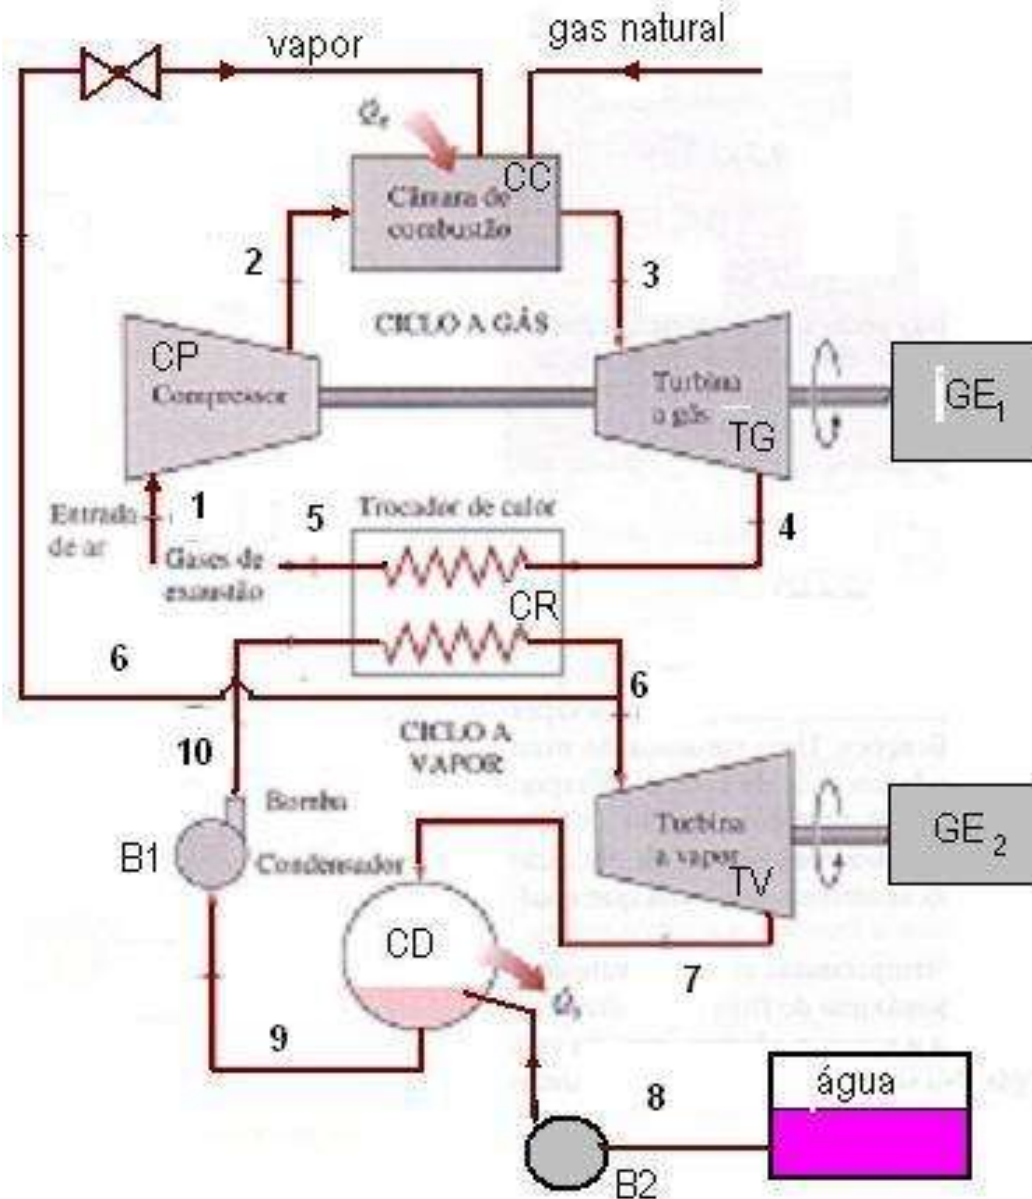 vapor
gas natural
Q̇e
CC
Câmara de
combustão
2
3
CICLO A GÁS
CP
Compressor
Turbina
a gás
TG
GE1
Entrada
de ar
1
5
Trocador de calor
4
Gases de
exaustão
CR
6
6
10
CICLO A
VAPOR
Bomba
B1
Condensador
Turbina
a vapor
TV
GE 2
CD
7
Q̇s
9
8
água
B2